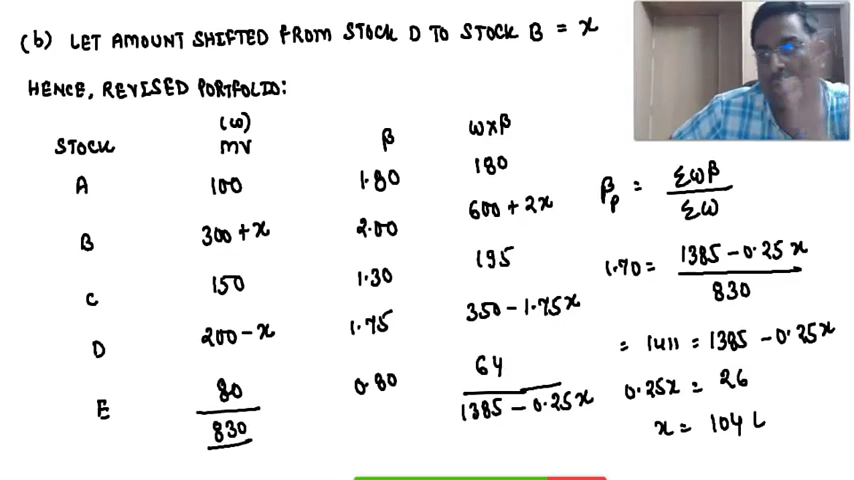 (b) LET AMOUNT SHIFTED FROM STOCK D TO STOCK B = x
HENCE, REVISED PORTFOLIO:
STOCK (ω) MV β ω×β
A 100 1.80 180
B 300 + x 2.00 600 + 2x
C 150 1.30 195
D 200 - x 1.75 350 - 1.75x
E 80 0.80 64
830 1385 - 0.25x
βp = Σωβ / Σω
1.70 = 1385 - 0.25x / 830
= 1411 = 1385 - 0.25x
0.25x = 26
x = 104 L